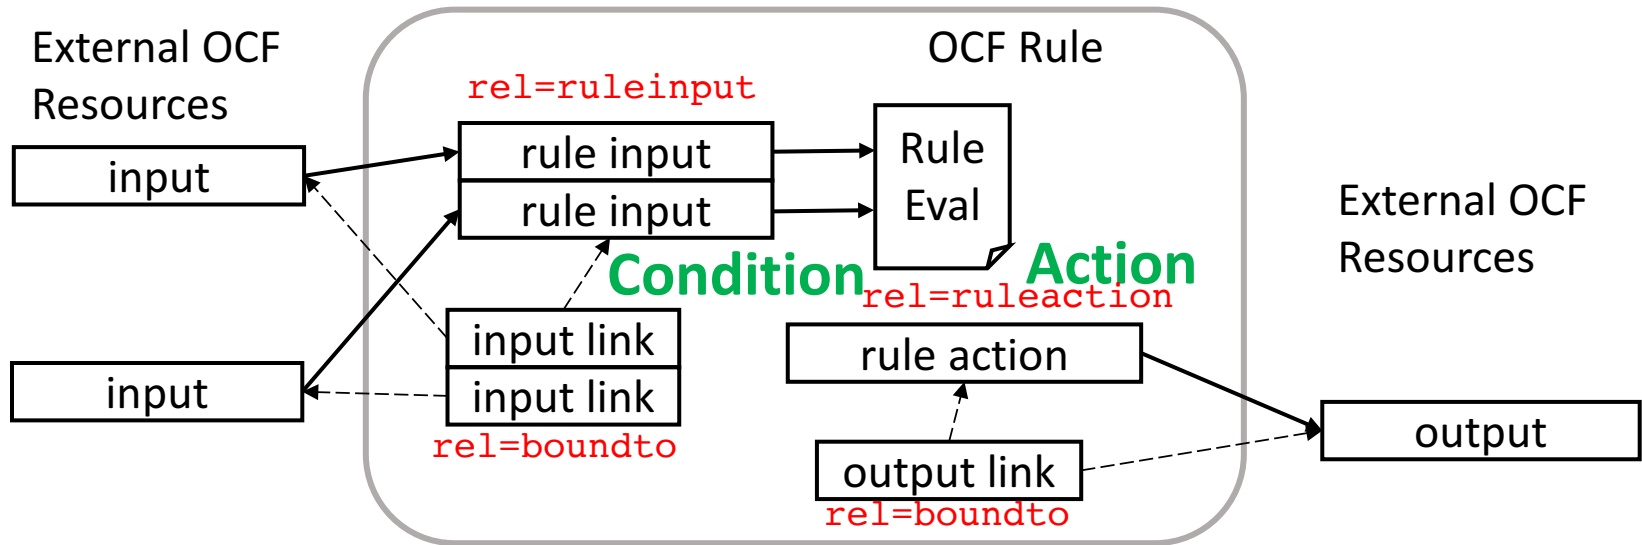 External OCF
Resources
input
input
OCF Rule
rel=ruleinput
rule input
rule input
Rule
Eval
Condition
Action
rel=ruleaction
input link
input link
rel=boundto
rule action
output link
rel=boundto
External OCF
Resources
output